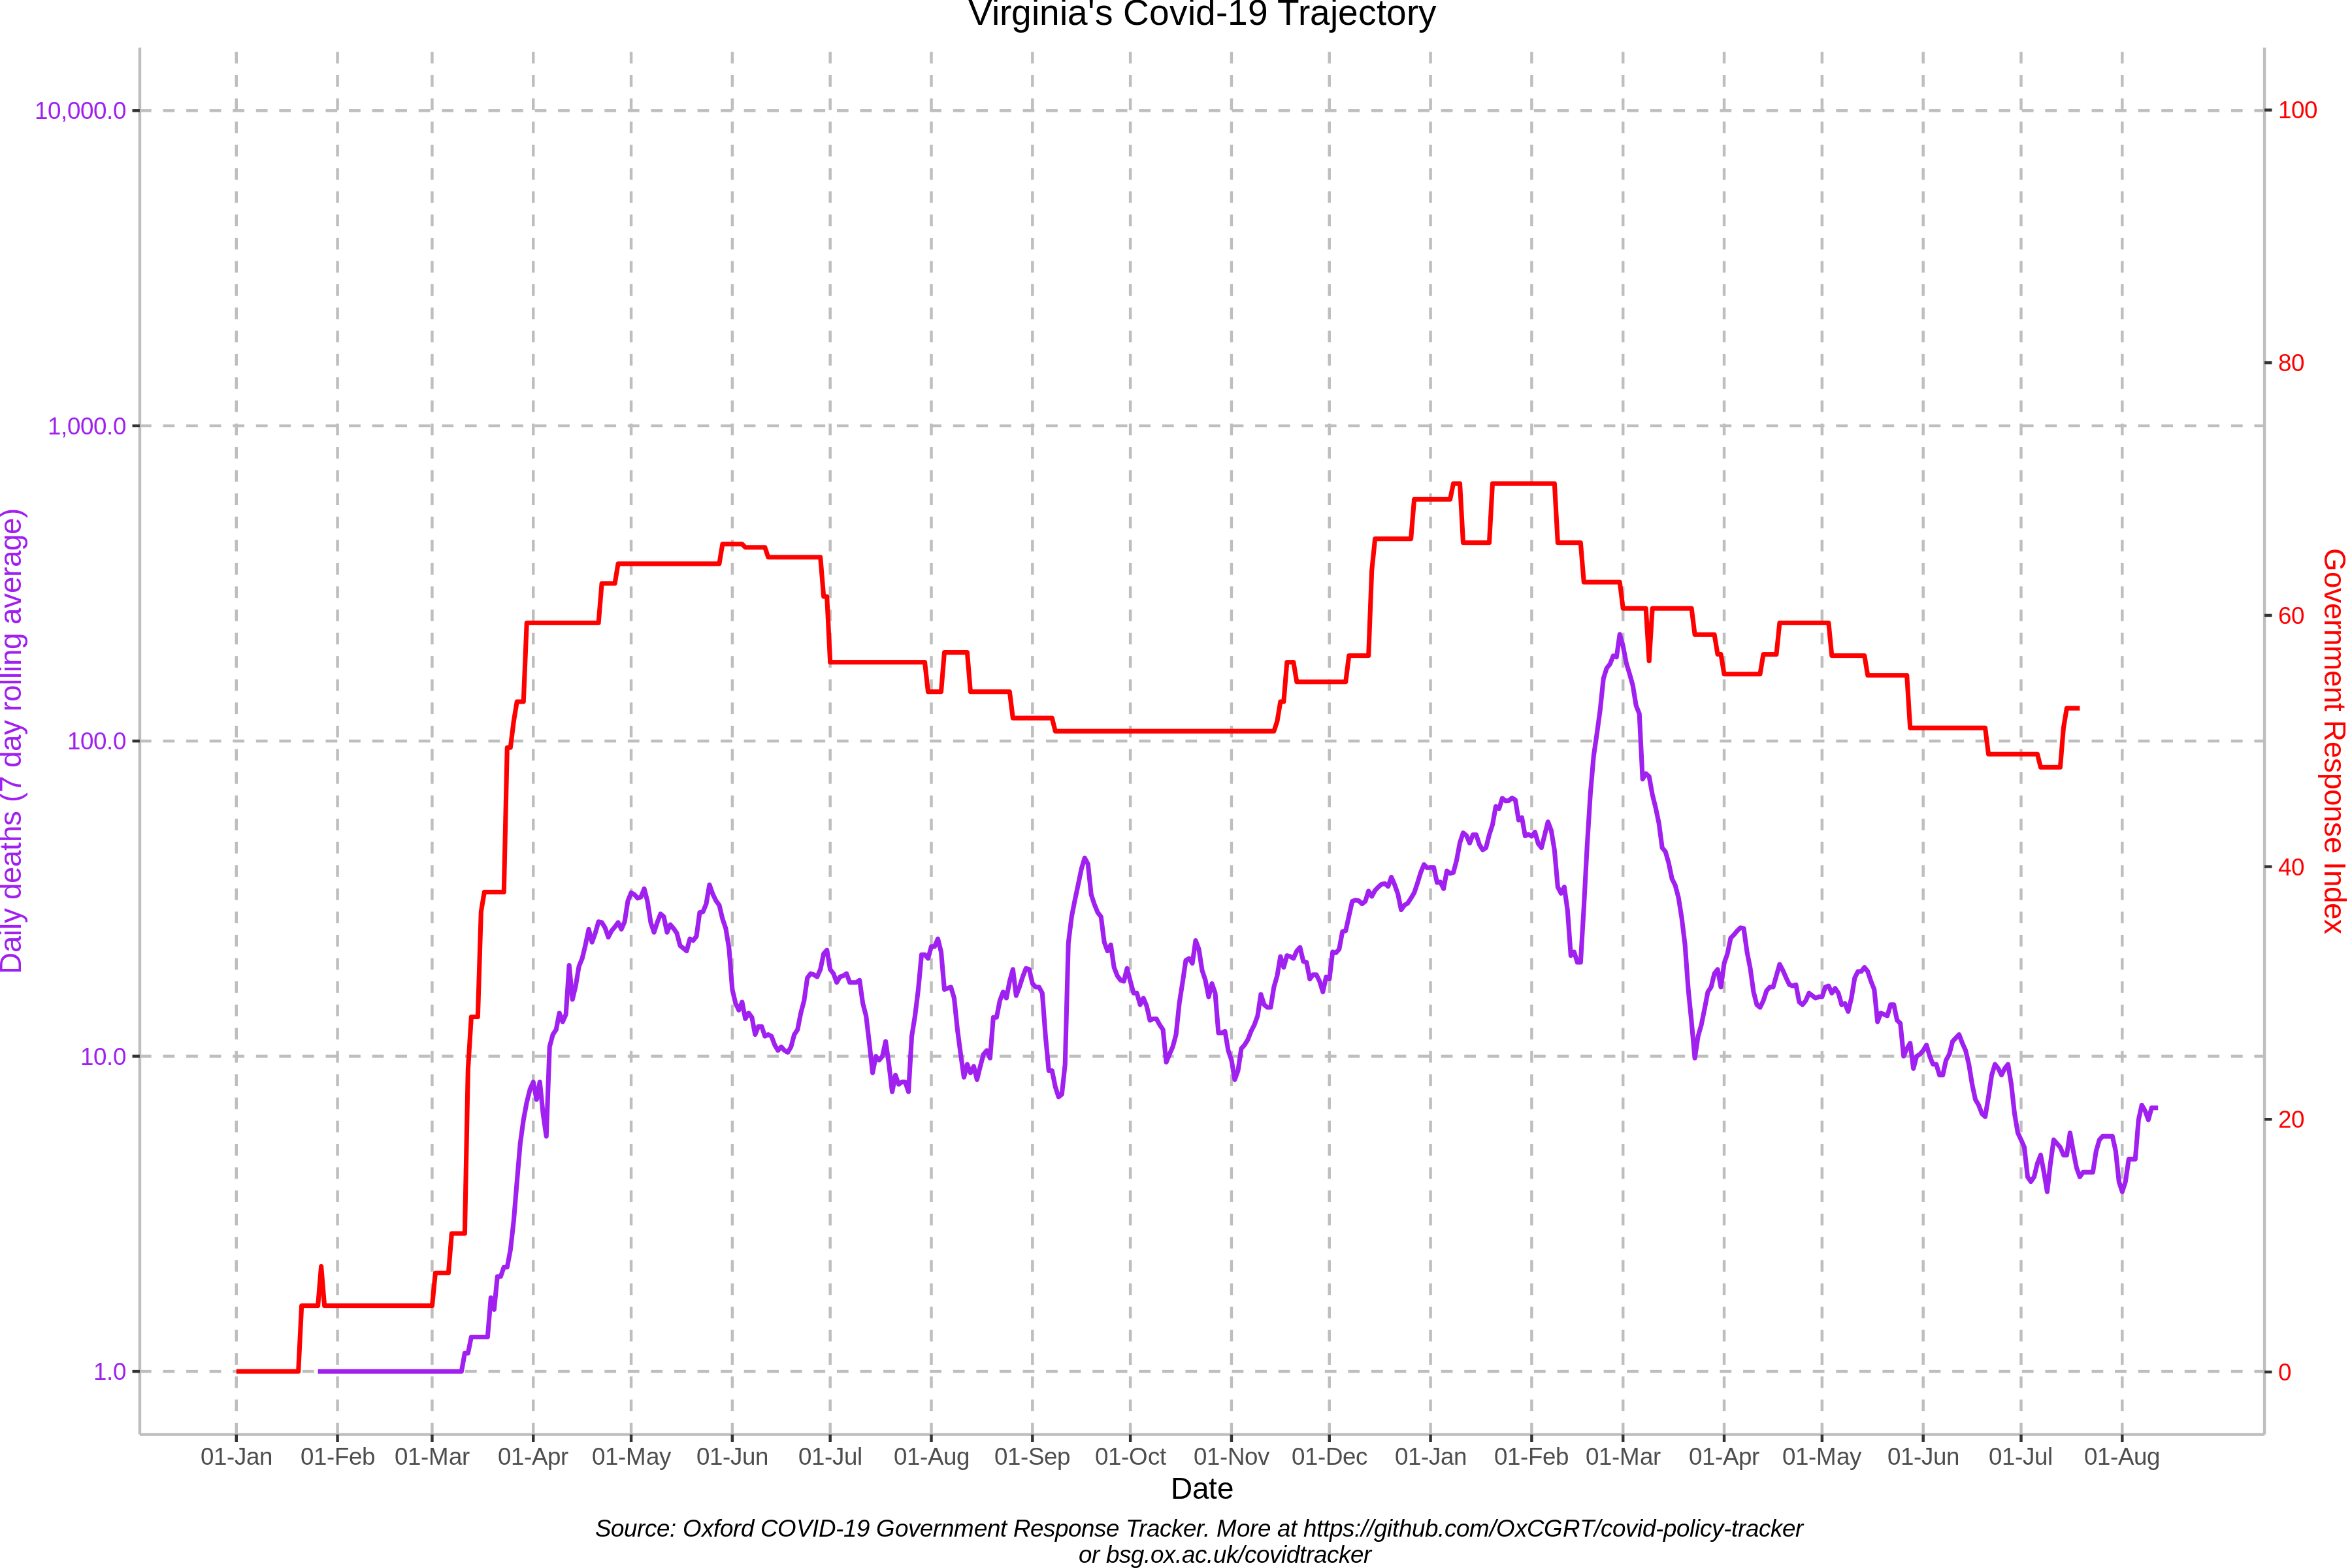 Virginia's Covid-19 Trajectory
10,000.0
1,000.0
100.0
10.0
1.0
Daily deaths (7 day rolling average)
100
80
60
40
20
0
Government Response Index
01-Jan 01-Feb 01-Mar 01-Apr 01-May 01-Jun 01-Jul 01-Aug 01-Sep 01-Oct 01-Nov 01-Dec 01-Jan 01-Feb 01-Mar 01-Apr 01-May 01-Jun 01-Jul 01-Aug
Date
Source: Oxford COVID-19 Government Response Tracker. More at https://github.com/OxCGRT/covid-policy-tracker
or bsg.ox.ac.uk/covidtracker